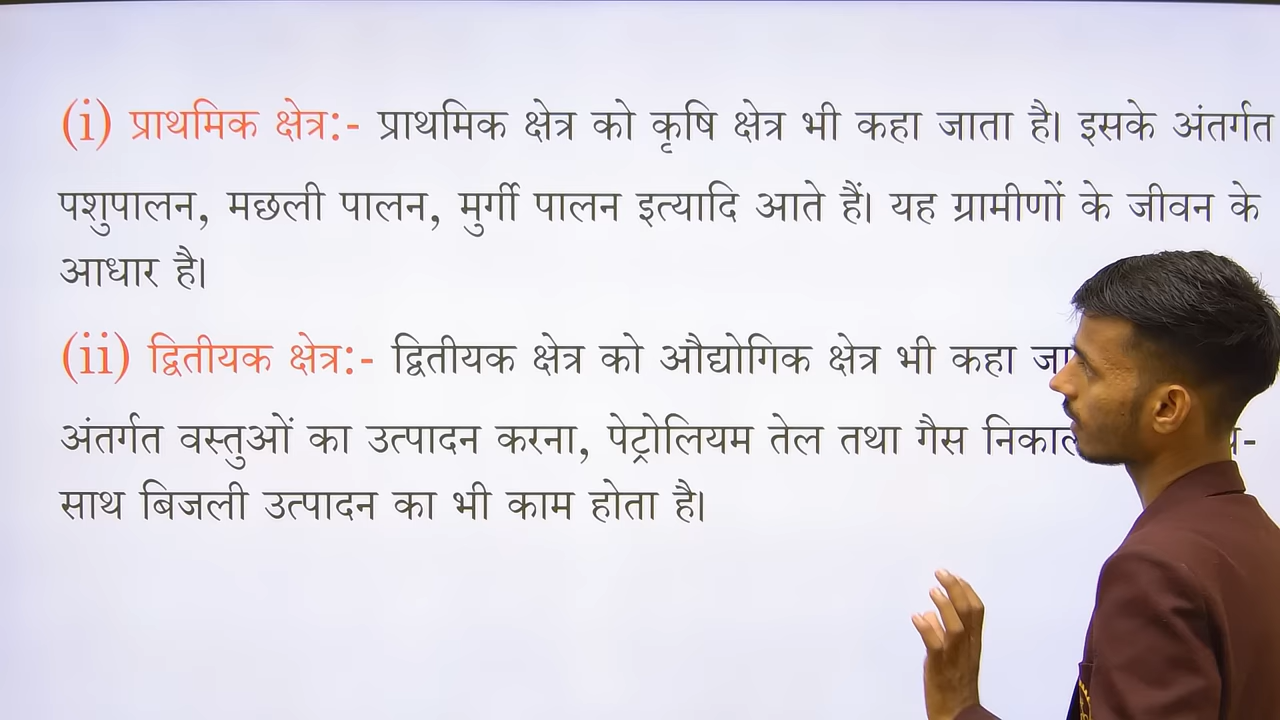 (i) प्राथमिक क्षेत्र:- प्राथमिक क्षेत्र को कृषि क्षेत्र भी कहा जाता है। इसके अंतर्गत
पशुपालन, मछली पालन, मुर्गी पालन इत्यादि आते हैं। यह ग्रामीणों के जीवन के
आधार है।
(ii) द्वितीयक क्षेत्र:- द्वितीयक क्षेत्र को औद्योगिक क्षेत्र भी कहा
अंतर्गत वस्तुओं का उत्पादन करना, पेट्रोलियम तेल तथा गैस
साथ बिजली उत्पादन का भी काम होता है।